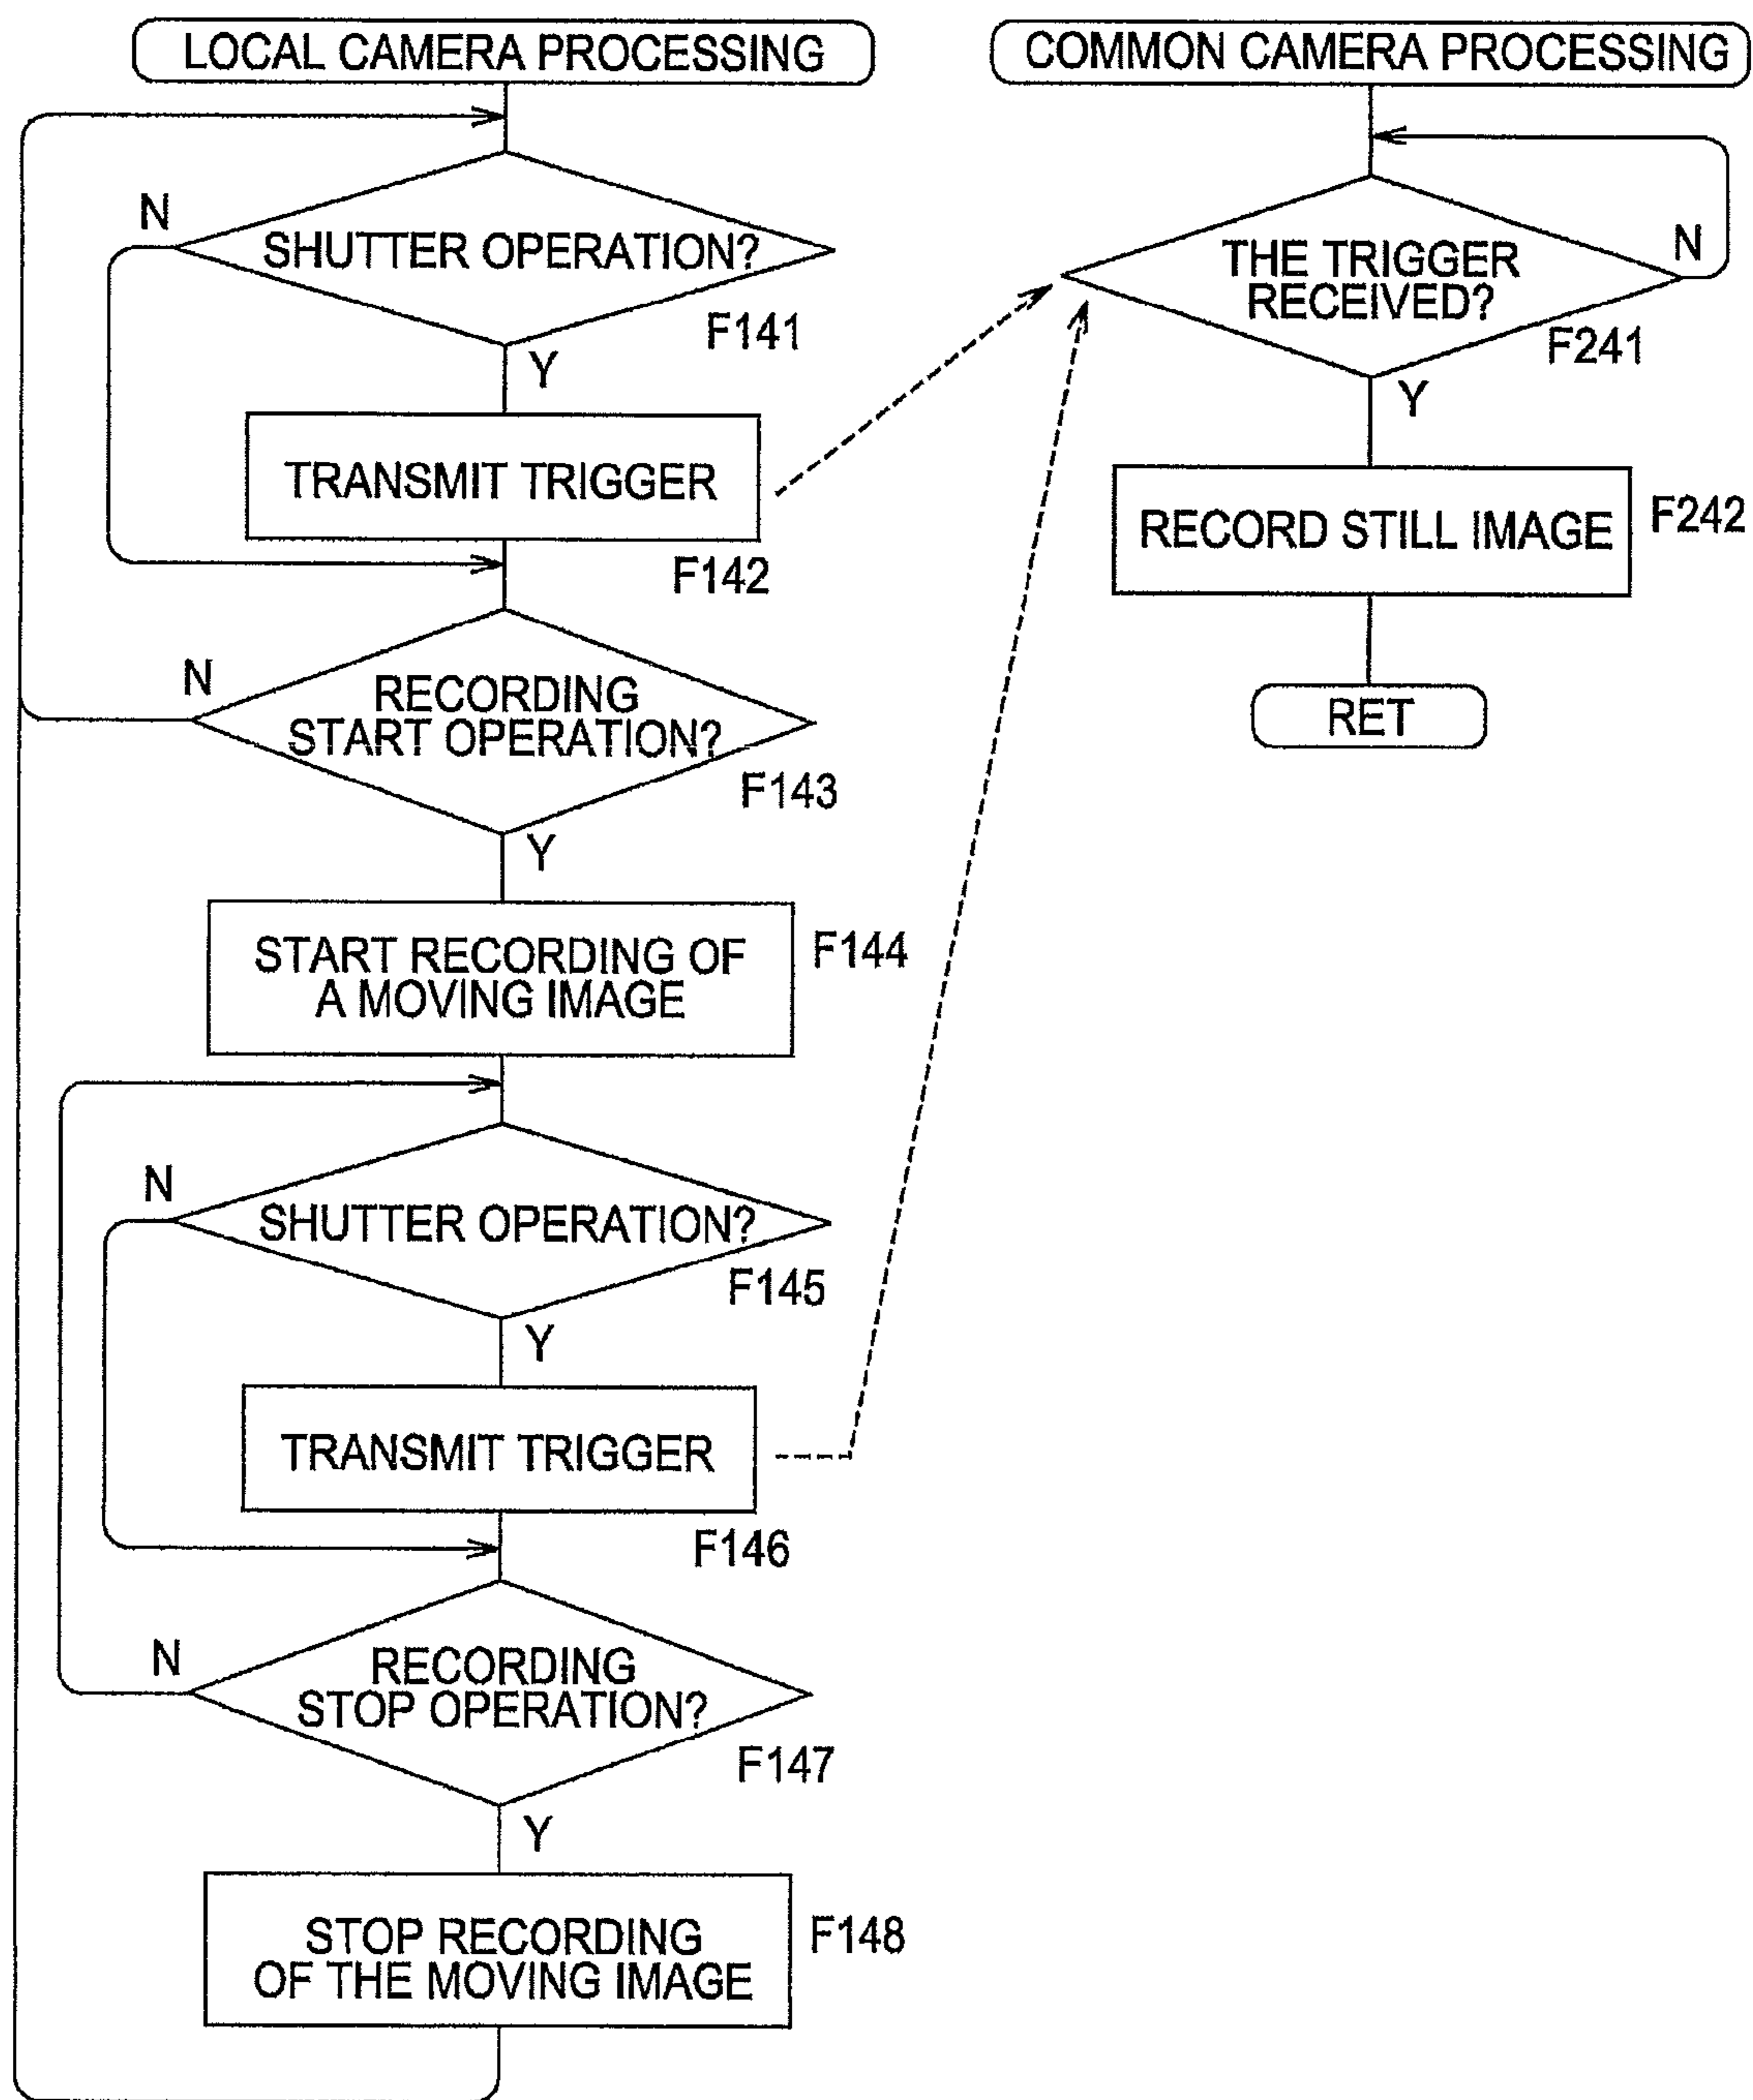 LOCAL CAMERA PROCESSING
N
SHUTTER OPERATION?
F141
Y
TRANSMIT TRIGGER
F142
N
RECORDING
START OPERATION?
F143
Y
START RECORDING OF
A MOVING IMAGE
F144
N
SHUTTER OPERATION?
F145
Y
TRANSMIT TRIGGER
F146
N
RECORDING
STOP OPERATION?
F147
Y
STOP RECORDING
OF THE MOVING IMAGE
F148
COMMON CAMERA PROCESSING
THE TRIGGER
RECEIVED?
N
F241
Y
RECORD STILL IMAGE
F242
RET